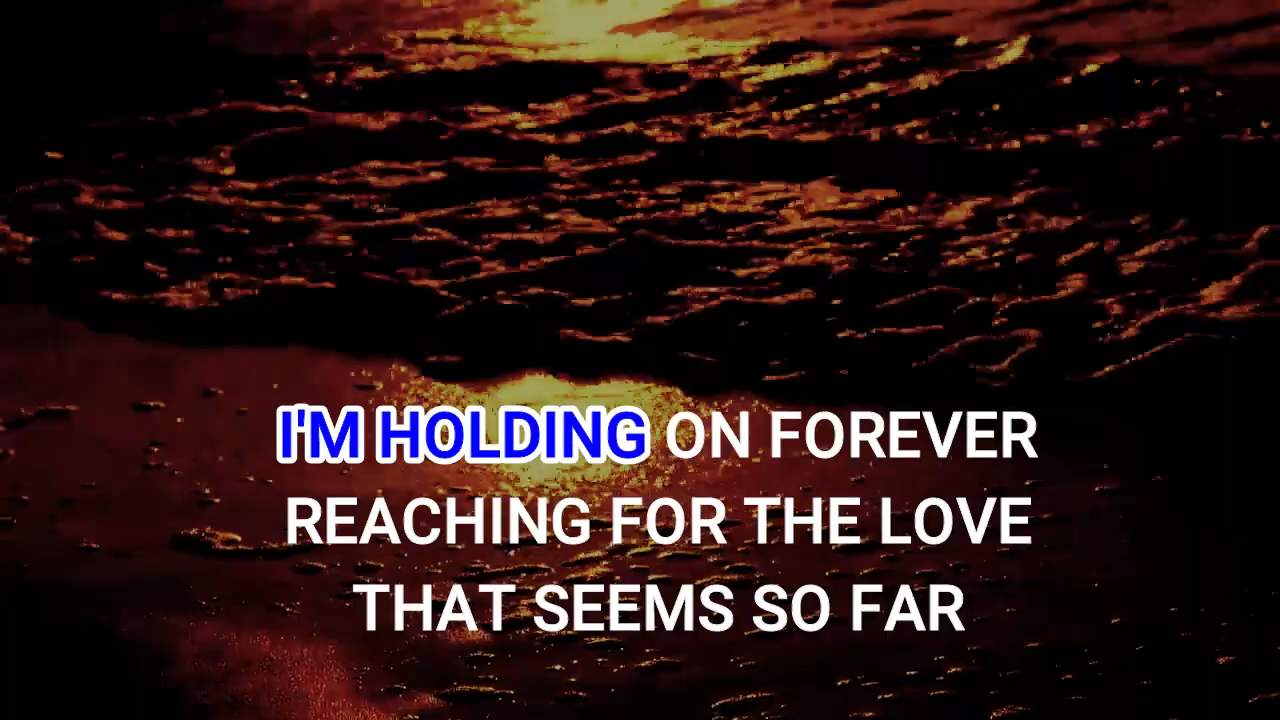 I'M HOLDING ON FOREVER
REACHING FOR THE LOVE
THAT SEEMS SO FAR